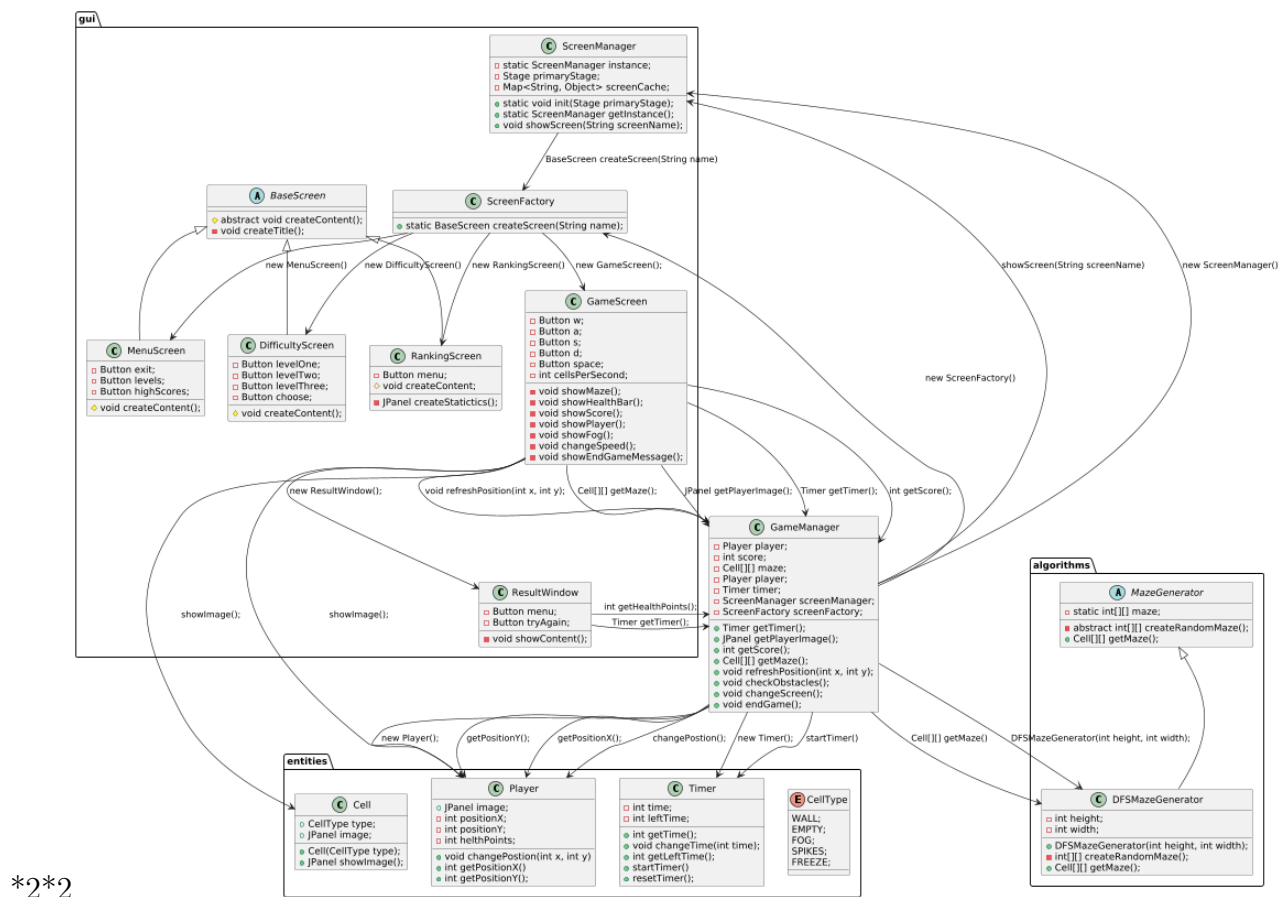 gui
C ScreenManager
static ScreenManager instance;
Stage primaryStage;
Map<String, Object> screenCache;
static void init(Stage primaryStage);
static ScreenManager getInstance();
void showScreen(String screenName);
BaseScreen createScreen(String name)
A BaseScreen
abstract void createContent();
void createTitle();
C ScreenFactory
static BaseScreen createScreen(String name);
new MenuScreen()
new DifficultyScreen()
new RankingScreen()
new GameScreen();
showScreen(String screenName)
new ScreenManager()
new ScreenFactory()
C MenuScreen
Button exit;
Button levels;
Button highScores;
void createContent();
C DifficultyScreen
Button levelOne;
Button levelTwo;
Button levelThree;
Button choose;
void createContent();
C RankingScreen
Button menu;
void createContent;
JPanel createStatictics();
C GameScreen
Button w;
Button a;
Button s;
Button d;
Button space;
int cellsPerSecond;
void showMaze();
void showHealthBar();
void showScore();
void showPlayer();
void showFog();
void changeSpeed();
void showEndGameMessage();
new ResultWindow();
void refreshPosition(int x, int y);
Cell[][] getMaze();
JPanel getPlayerImage();
Timer getTimer();
int getScore();
C GameManager
Player player;
int score;
Cell[][] maze;
Player player;
Timer timer;
ScreenManager screenManager;
ScreenFactory screenFactory;
Timer getTimer();
JPanel getPlayerImage();
int getScore();
Cell[][] getMaze();
void refreshPosition(int x, int y);
void checkObstacles();
void changeScreen();
void endGame();
C ResultWindow
Button menu;
Button tryAgain;
void showContent();
int getHealthPoints();
Timer getTimer();
showImage();
showImage();
algorithms
A MazeGenerator
static int[][] maze;
abstract int[][] createRandomMaze();
Cell[][] getMaze();
new Player();
getPositionY();
getPositionX();
changePostion();
new Timer();
startTimer()
Cell[][] getMaze()
DFSMazeGenerator(int height, int width);
entities
C Cell
CellType type;
JPanel image;
Cell(CellType type);
JPanel showImage();
C Player
JPanel image;
int positionX;
int positionY;
int helthPoints;
void changePostion(int x, int y)
int getPositionX()
int getPositionY();
C Timer
int time;
int leftTime;
int getTime();
void changeTime(int time);
int getLeftTime();
startTimer()
resetTimer();
E CellType
WALL;
EMPTY;
FOG;
SPIKES;
FREEZE;
C DFSMazeGenerator
int height;
int width;
DFSMazeGenerator(int height, int width);
int[][] createRandomMaze();
Cell[][] getMaze();
*2*2